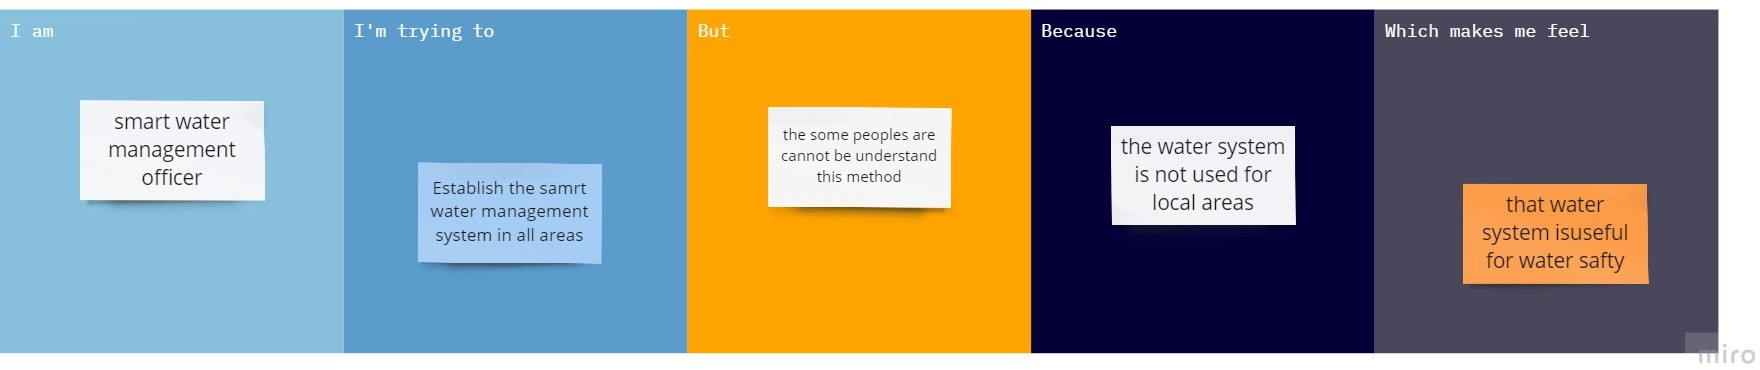 I am
smart water
management
officer
I'm trying to
Establish the samrt
water management
system in all areas
But
the some peoples are
cannot be understand
this method
Because
the water system
is not used for
local areas
Which makes me feel
that water
system isuseful
for water safty
miro